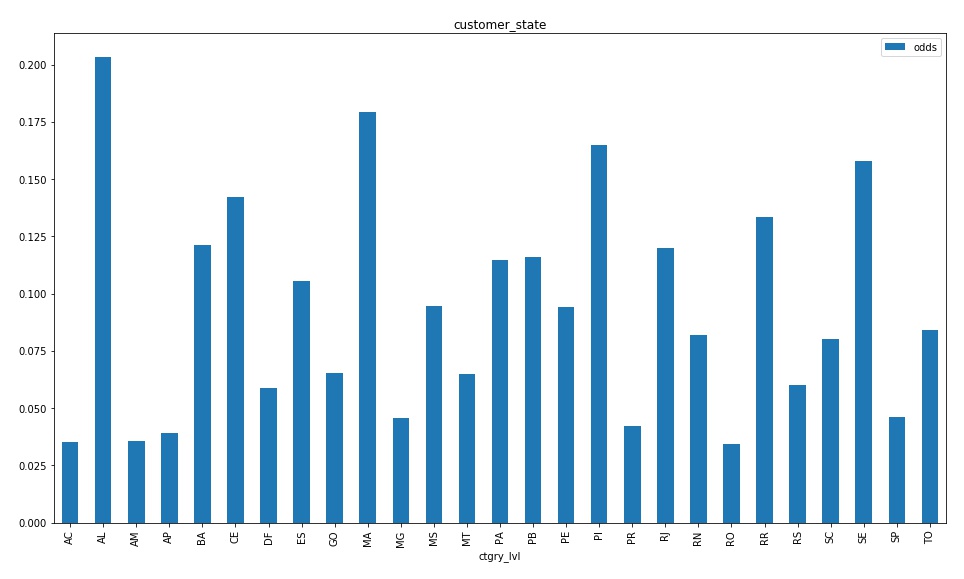 customer_state
odds
0.200
0.175
0.150
0.125
0.100
0.075
0.050
0.025
0.000
AC AL AM AP BA CE DF ES GO MA MG MS MT PA PB PE PI PR RJ RN RO RR RS SC SE SP TO
ctgry_lvl